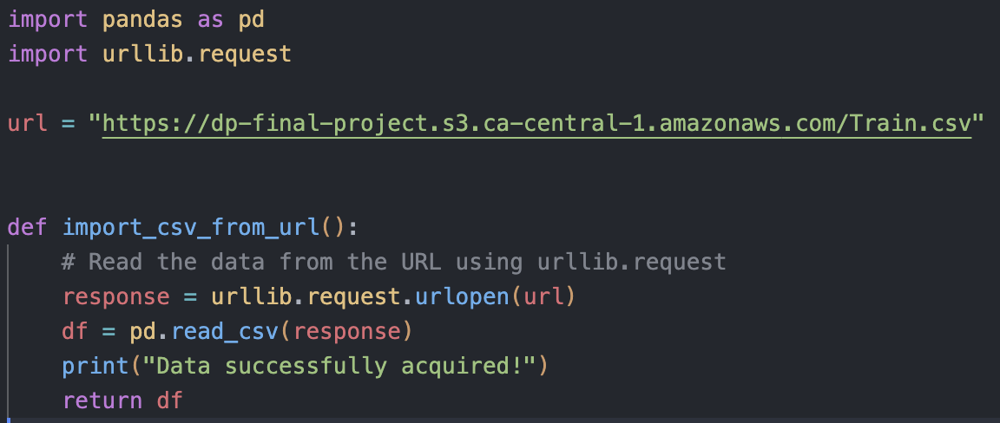 import pandas as pd
import urllib.request
url = "https://dp-final-project.s3.ca-central-1.amazonaws.com/Train.csv"
def import_csv_from_url():
    # Read the data from the URL using urllib.request
    response = urllib.request.urlopen(url)
    df = pd.read_csv(response)
    print("Data successfully acquired!")
    return df